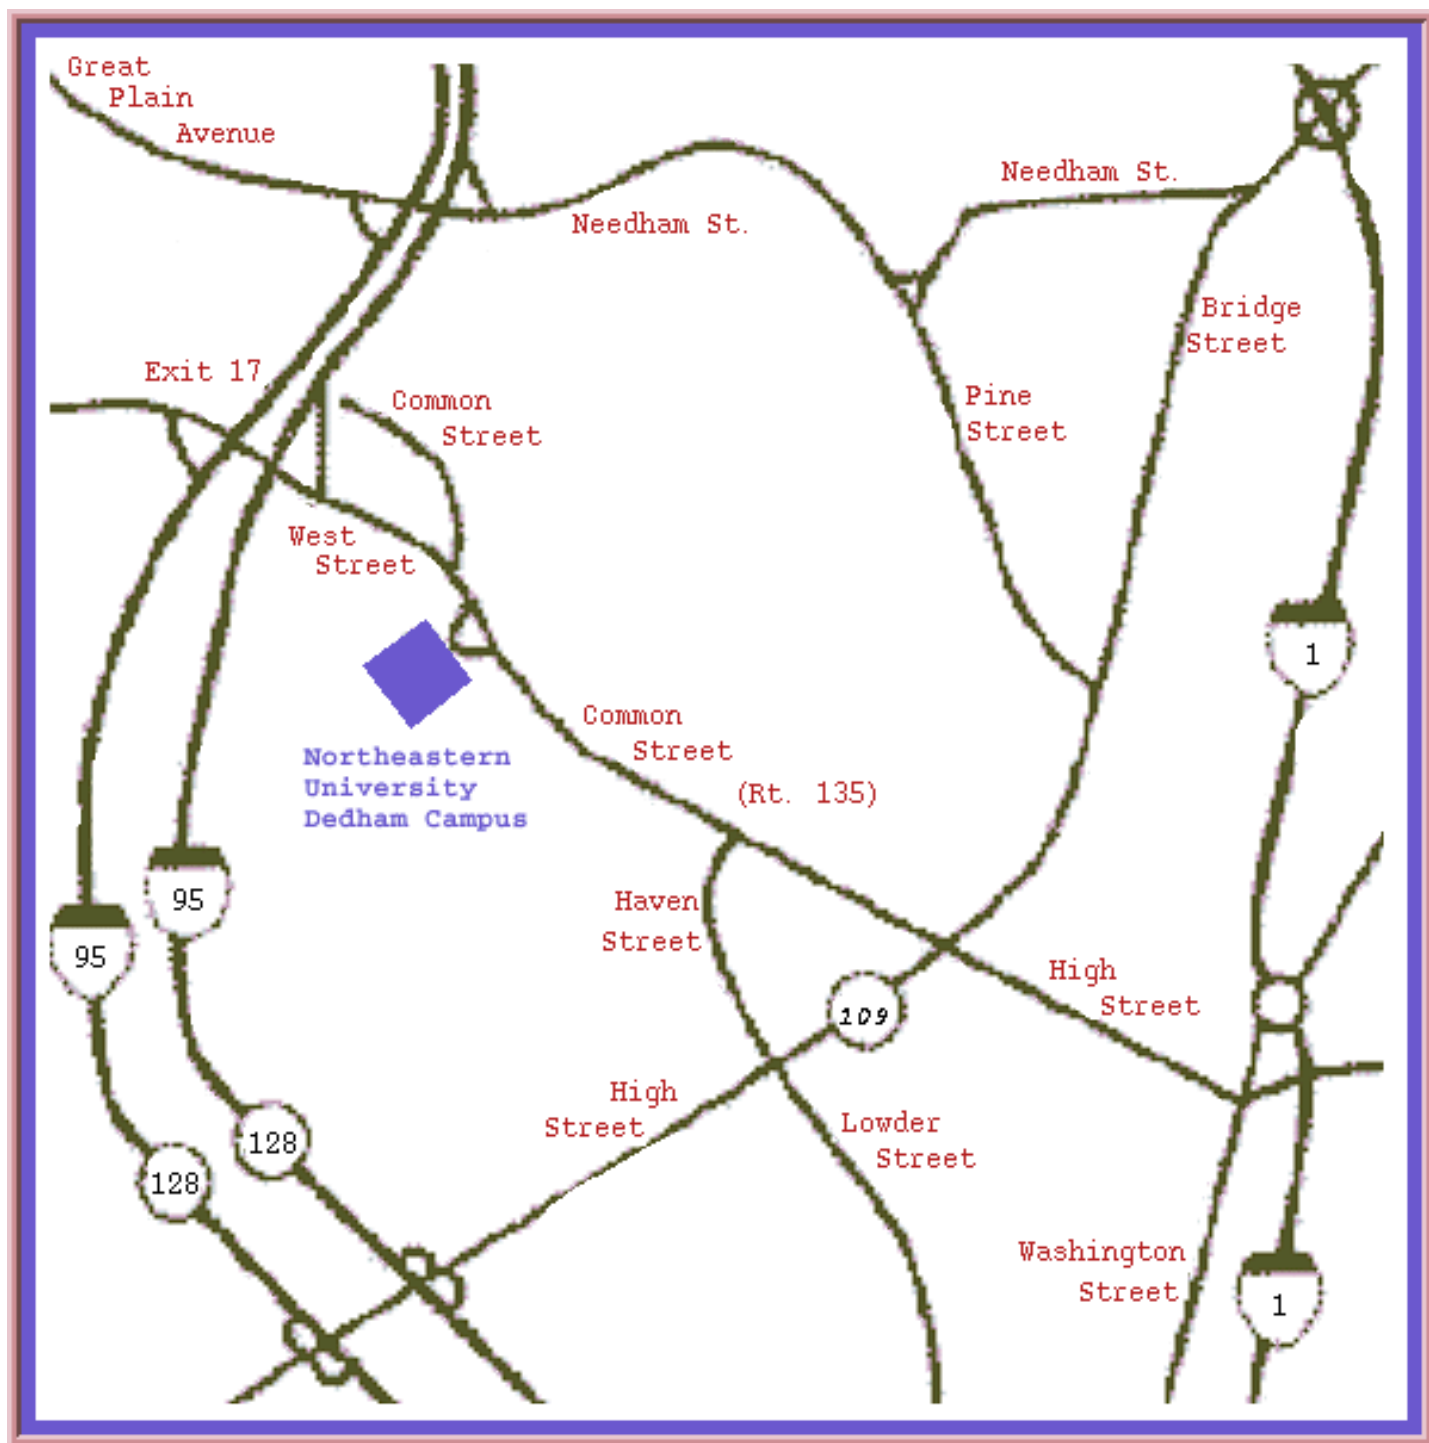 Great
Plain
Avenue
Needham St.
Needham St.
Bridge
Street
Exit 17
Common
Street
Pine
Street
West
Street
1
Common
Street
(Rt. 135)
Northeastern
University
Dedham Campus
95
95
Haven
Street
High
Street
109
High
Street
Lowder
Street
128
128
Washington
Street
1